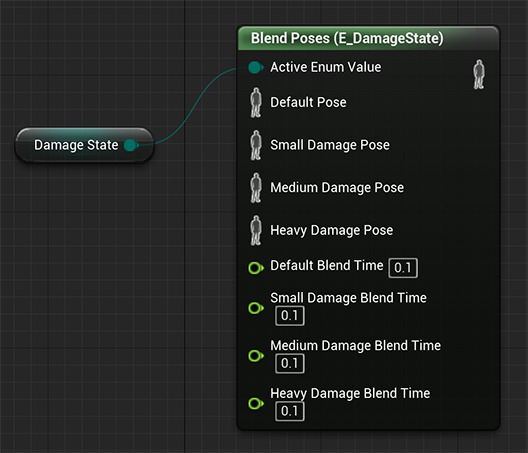 Blend Poses (E_DamageState)
Active Enum Value
Default Pose
Damage State
Small Damage Pose
Medium Damage Pose
Heavy Damage Pose
Default Blend Time 0.1
Small Damage Blend Time
0.1
Medium Damage Blend Time
0.1
Heavy Damage Blend Time
0.1